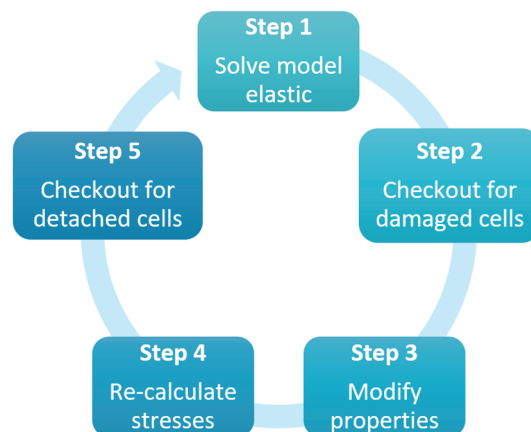 Step 1
Solve model
elastic
Step 2
Checkout for
damaged cells
Step 3
Modify
properties
Step 4
Re-calculate
stresses
Step 5
Checkout for
detached cells